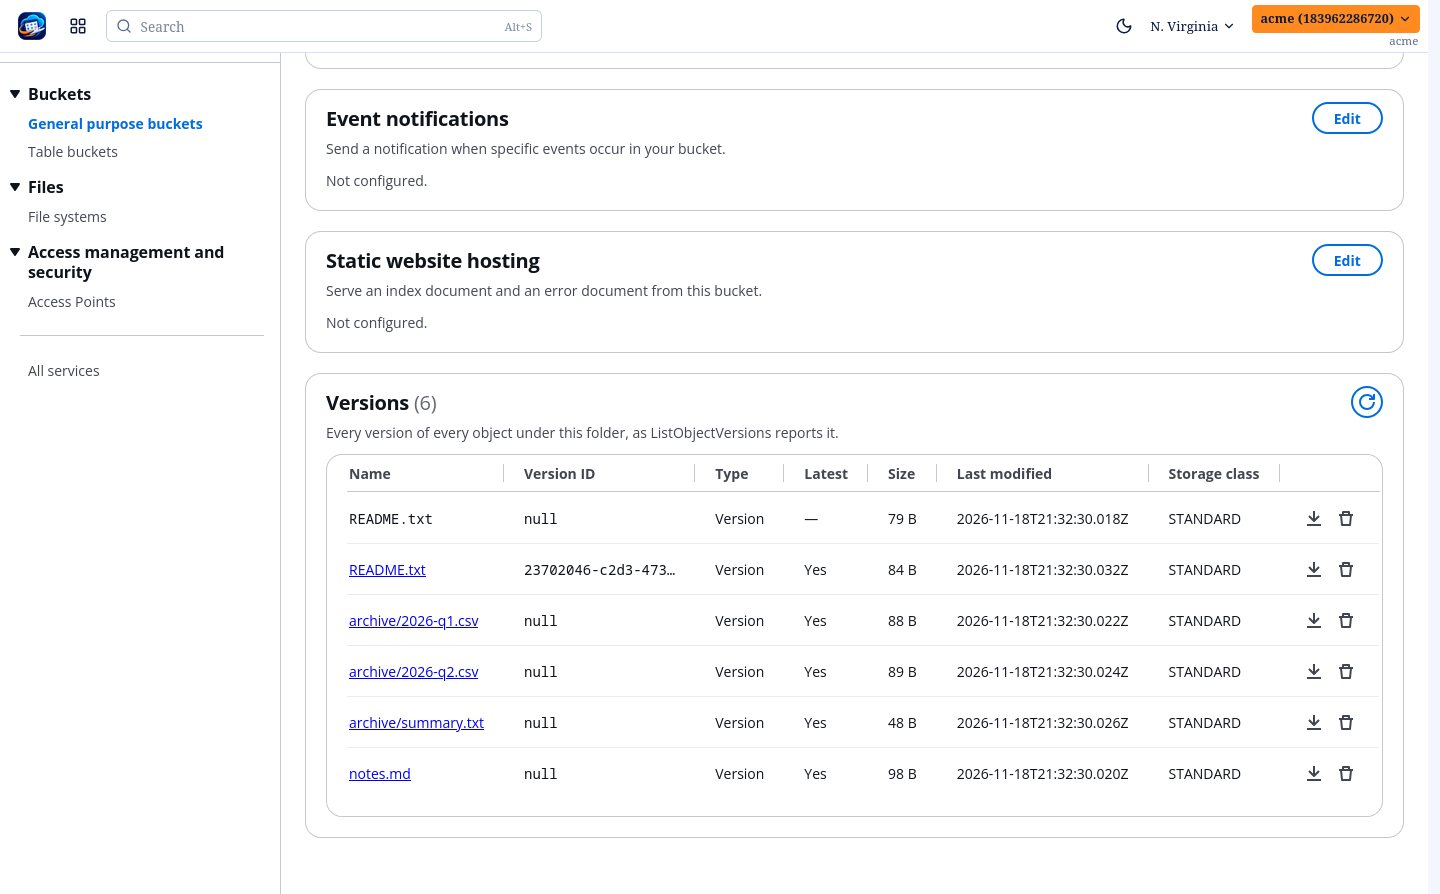 Search
Alt+S
N. Virginia
acme (183962286720)
acme
Buckets
General purpose buckets
Table buckets
Files
File systems
Access management and
security
Access Points
All services
Event notifications
Edit
Send a notification when specific events occur in your bucket.
Not configured.
Static website hosting
Edit
Serve an index document and an error document from this bucket.
Not configured.
Versions (6)
Every version of every object under this folder, as ListObjectVersions reports it.
Name Version ID Type Latest Size Last modified Storage class
README.txt null Version — 79 B 2026-11-18T21:32:30.018Z STANDARD
README.txt 23702046-c2d3-473… Version Yes 84 B 2026-11-18T21:32:30.032Z STANDARD
archive/2026-q1.csv null Version Yes 88 B 2026-11-18T21:32:30.022Z STANDARD
archive/2026-q2.csv null Version Yes 89 B 2026-11-18T21:32:30.024Z STANDARD
archive/summary.txt null Version Yes 48 B 2026-11-18T21:32:30.026Z STANDARD
notes.md null Version Yes 98 B 2026-11-18T21:32:30.020Z STANDARD